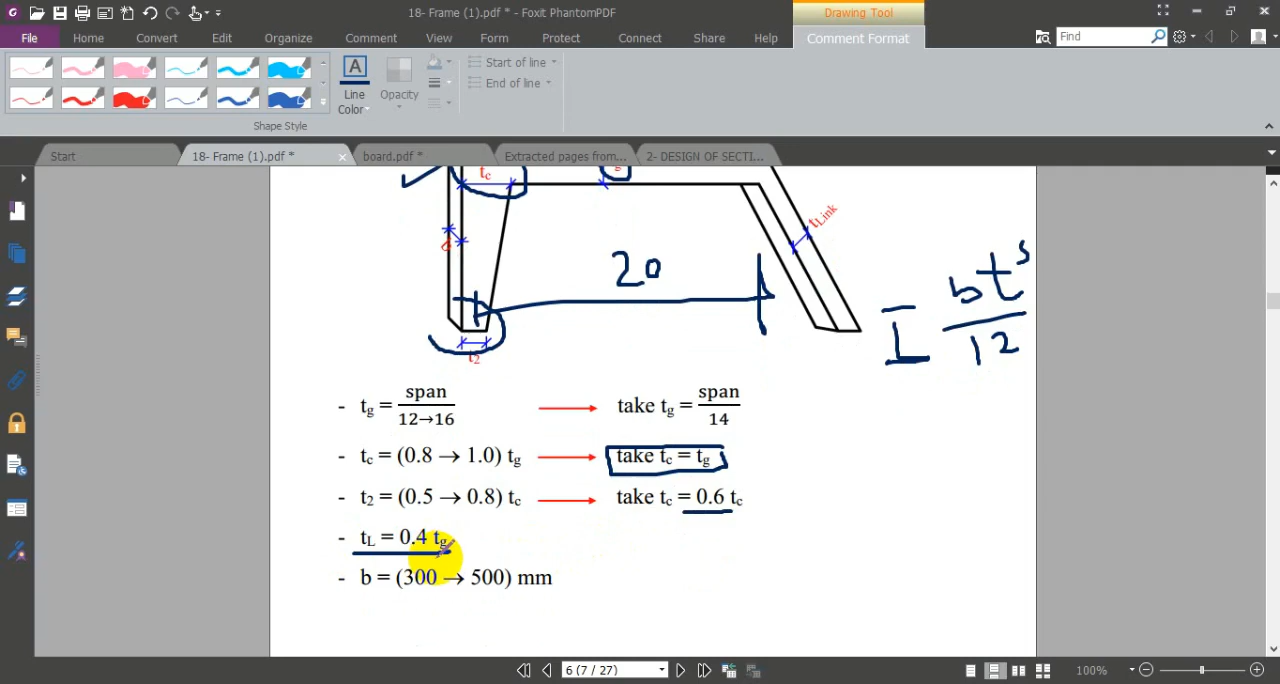 18- Frame (1).pdf * - Foxit PhantomPDF
Drawing Tool
File Home Convert Edit Organize Comment View Form Protect Connect Share Help Comment Format
Find
A
Line Color
Opacity
Start of line
End of line
Shape Style
Start
18- Frame (1).pdf *
board.pdf *
Extracted pages from...
2- DESIGN OF SECTI...
tc
tLink
20
I bt³/12
t2
- tg = span/12→16 take tg = span/14
- tc = (0.8 → 1.0) tg take tc = tg
- t2 = (0.5 → 0.8) tc take tc = 0.6 tc
- tL = 0.4 tg
- b = (300 → 500) mm
6 (7 / 27)
100%